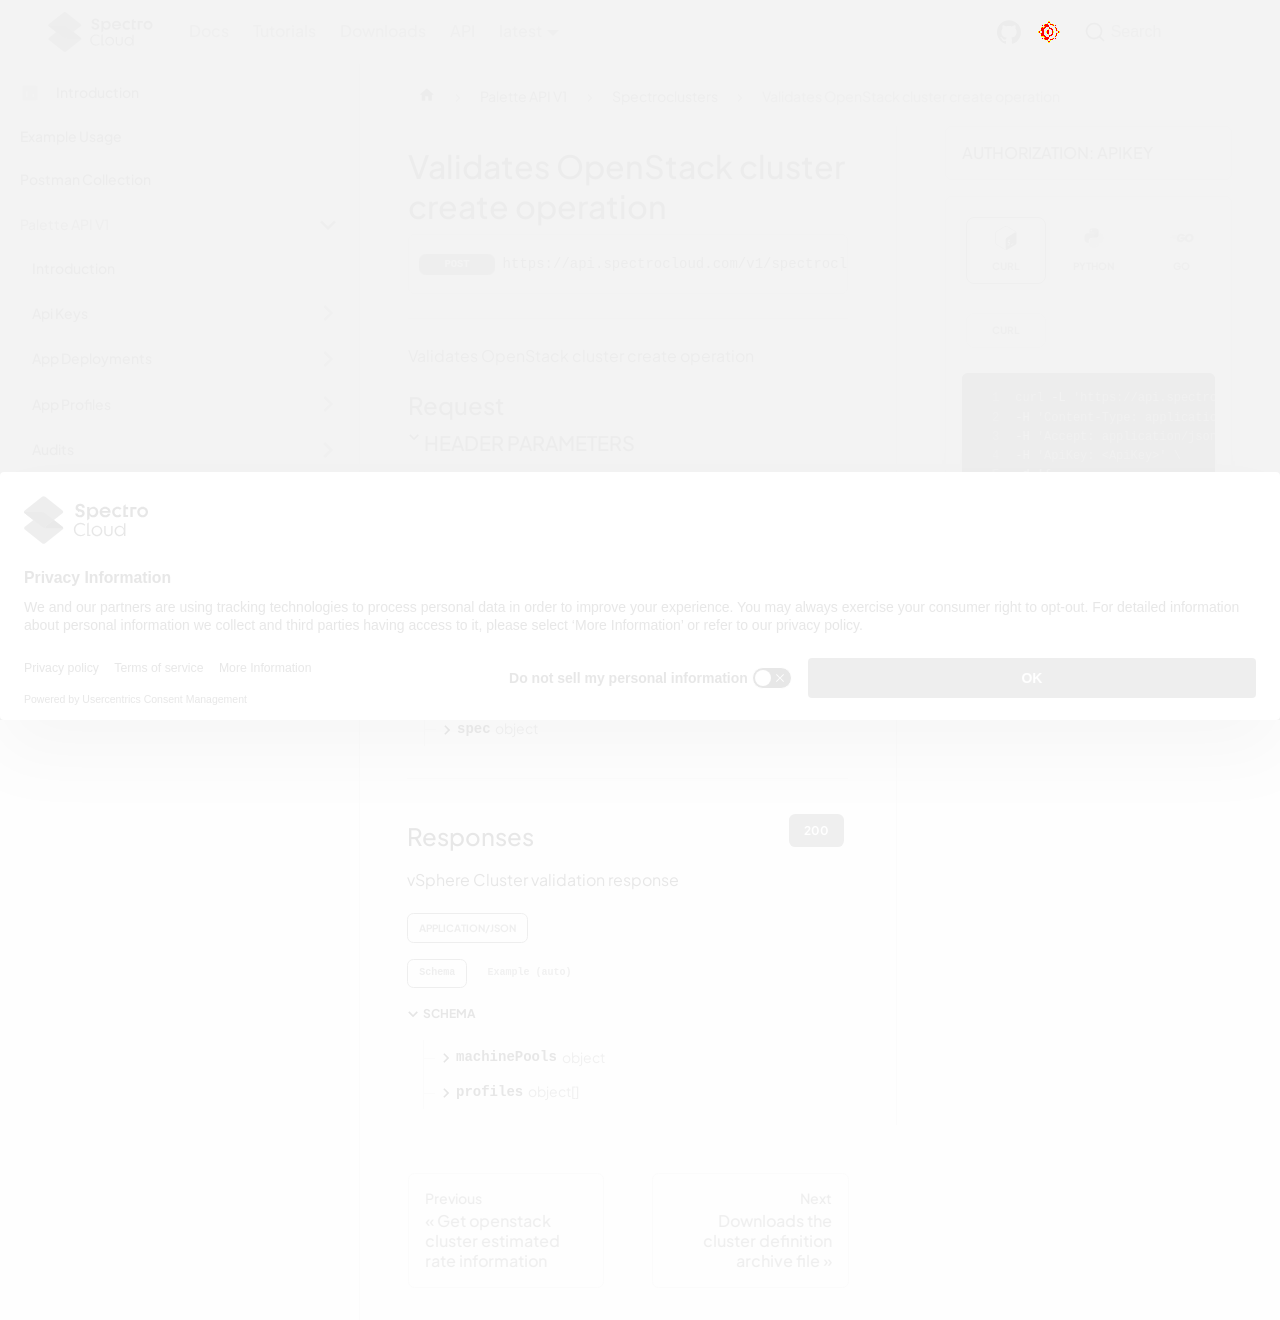 Spectro
Cloud
Docs
Tutorials
Downloads
API
latest
Search
Introduction
Example Usage
Postman Collection
Palette API V1
Introduction
Api Keys
App Deployments
App Profiles
Audits
Palette API V1
Spectroclusters
Validates OpenStack cluster create operation
Validates OpenStack cluster
create operation
POST
https://api.spectrocloud.com/v1/spectrocl
Validates OpenStack cluster create operation
Request
HEADER PARAMETERS
AUTHORIZATION: APIKEY
CURL
PYTHON
GO
CURL
Spectro
Cloud
Privacy Information
We and our partners are using tracking technologies to process personal data in order to improve your experience. You may always exercise your consumer right to opt-out. For detailed information
about personal information we collect and third parties having access to it, please select ‘More Information’ or refer to our privacy policy.
Privacy policy
Terms of service
More Information
Powered by Usercentrics Consent Management
Do not sell my personal information
OK
spec object
Responses
200
vSphere Cluster validation response
APPLICATION/JSON
Schema
Example (auto)
SCHEMA
machinePools object
profiles object[]
Previous
« Get openstack
cluster estimated
rate information
Next
Downloads the
cluster definition
archive file »